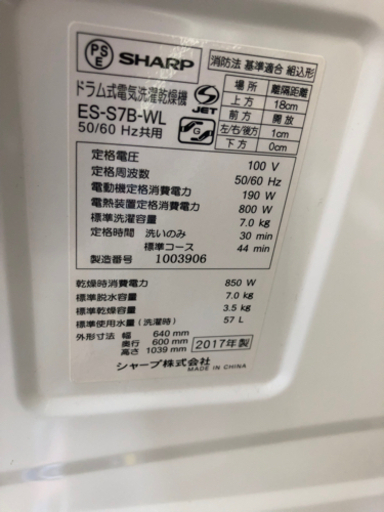 PSE
SHARP
ドラム式電気洗濯乾燥機
ES-S7B-WL
50/60 Hz共用
S-JET
消防法 基準適合 組込形
場所 離隔距離
上方 18cm
前方 開放
左/右/後方 1cm
下方 0cm
定格電圧 100 V
定格周波数 50/60 Hz
電動機定格消費電力 190 W
電熱装置定格消費電力 800 W
標準洗濯容量 7.0 kg
定格時間 洗いのみ 30 min
標準コース 44 min
製造番号 1003906
乾燥時消費電力 850 W
標準脱水容量 7.0 kg
標準乾燥容量 3.5 kg
標準使用水量 (洗濯時) 57 L
外形寸法 幅 640 mm
奥行 600 mm
高さ 1039 mm
2017年製
シャープ株式会社
MADE IN CHINA